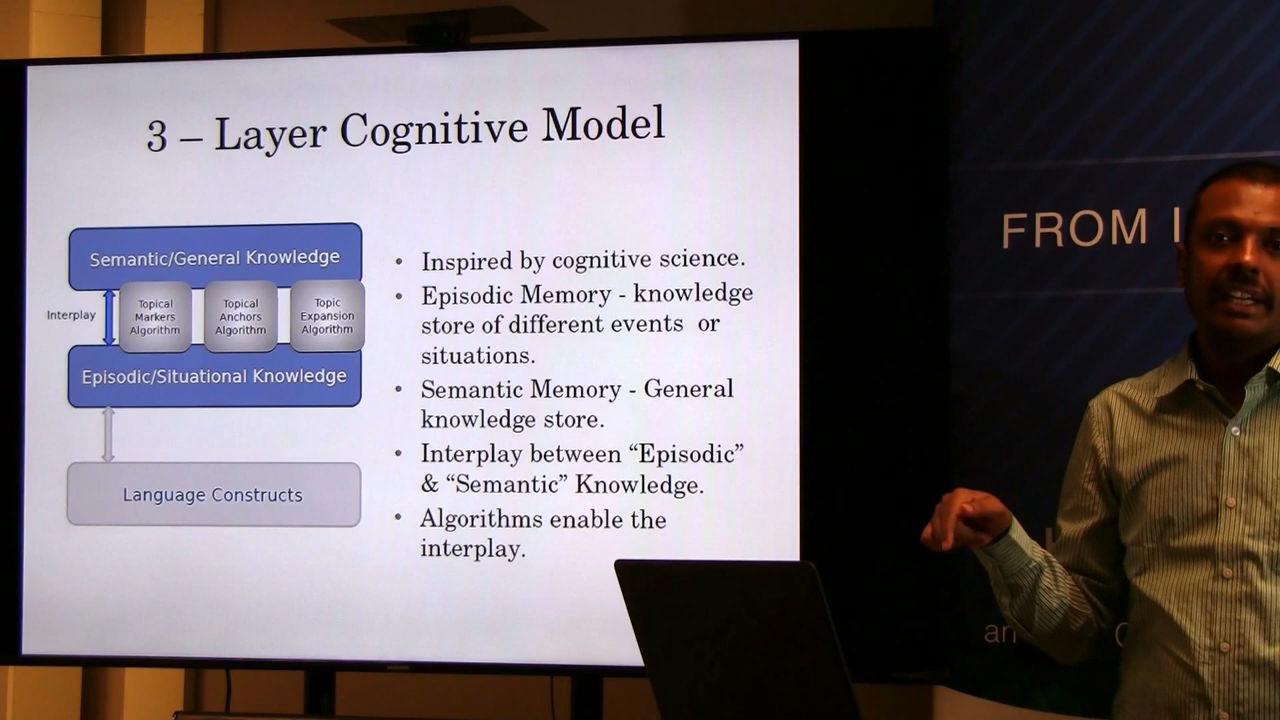 3 – Layer Cognitive Model
Semantic/General Knowledge
Interplay
Topical
Markers
Algorithm
Topical
Anchors
Algorithm
Topic
Expansion
Algorithm
Episodic/Situational Knowledge
Language Constructs
• Inspired by cognitive science.
• Episodic Memory - knowledge
store of different events or
situations.
• Semantic Memory - General
knowledge store.
• Interplay between “Episodic”
& “Semantic” Knowledge.
• Algorithms enable the
interplay.
FROM